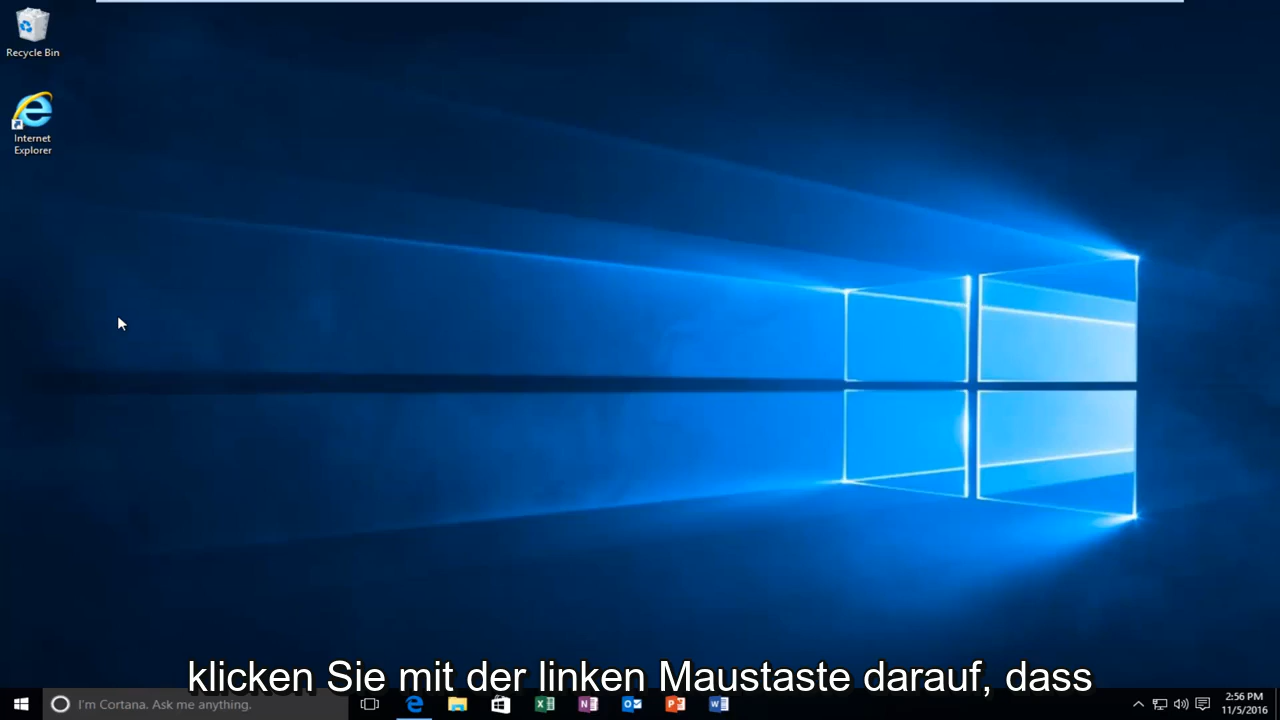 Recycle Bin
Internet
Explorer
klicken Sie mit der linken Maustaste darauf, dass
I'm Cortana. Ask me anything.
2:56 PM
11/5/2016